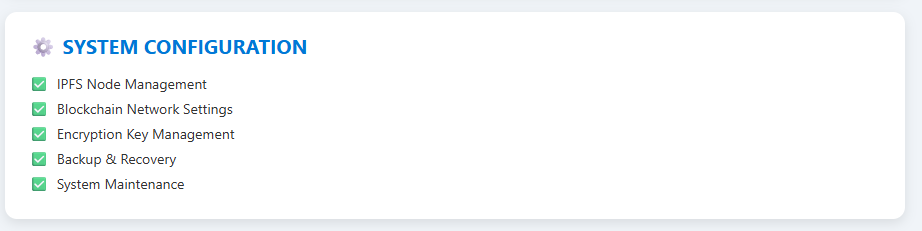 SYSTEM CONFIGURATION
IPFS Node Management
Blockchain Network Settings
Encryption Key Management
Backup & Recovery
System Maintenance